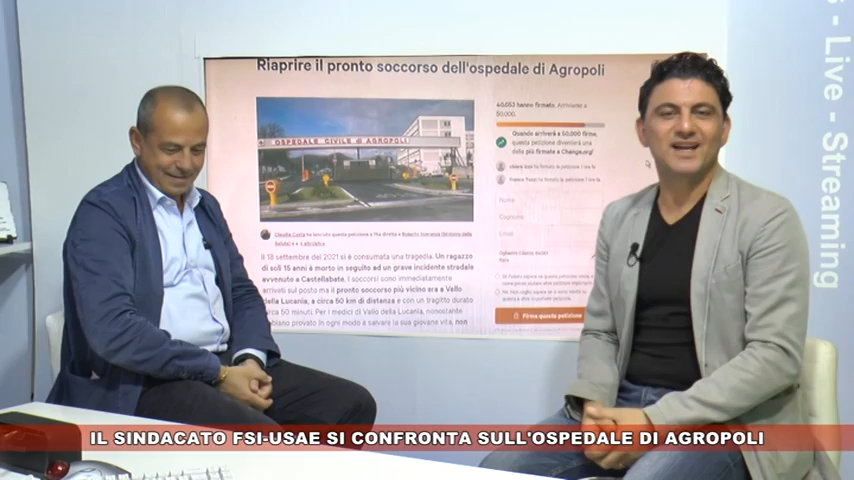 Riaprire il pronto soccorso dell'ospedale di Agropoli
OSPEDALE CIVILE di AGROPOLI
40.053 hanno firmato. Arriviamo a
50.000.
Quando arriverà a 50.000 firme,
questa petizione diventerà una
delle più firmate a Change.org!
Nome
Cognome
Email
Firma questa petizione
Claudia Costa ha lanciato questa petizione a
Il 18 settembre del 2021 si è consumata una tragedia. Un ragazzo
di soli 15 anni è morto in seguito ad un grave incidente stradale
avvenuto a Castellabate. I soccorsi sono immediatamente
arrivati sul posto ma il pronto soccorso più vicino era a Vallo
della Lucania, a circa 50 km di distanza e con un tragitto durato
circa 50 minuti. Per i medici di Vallo della Lucania, nonostante
abbiano provato in ogni modo a salvare la sua giovane vita, non
- Live - Streaming
IL SINDACATO FSI-USAE SI CONFRONTA SULL'OSPEDALE DI AGROPOLI